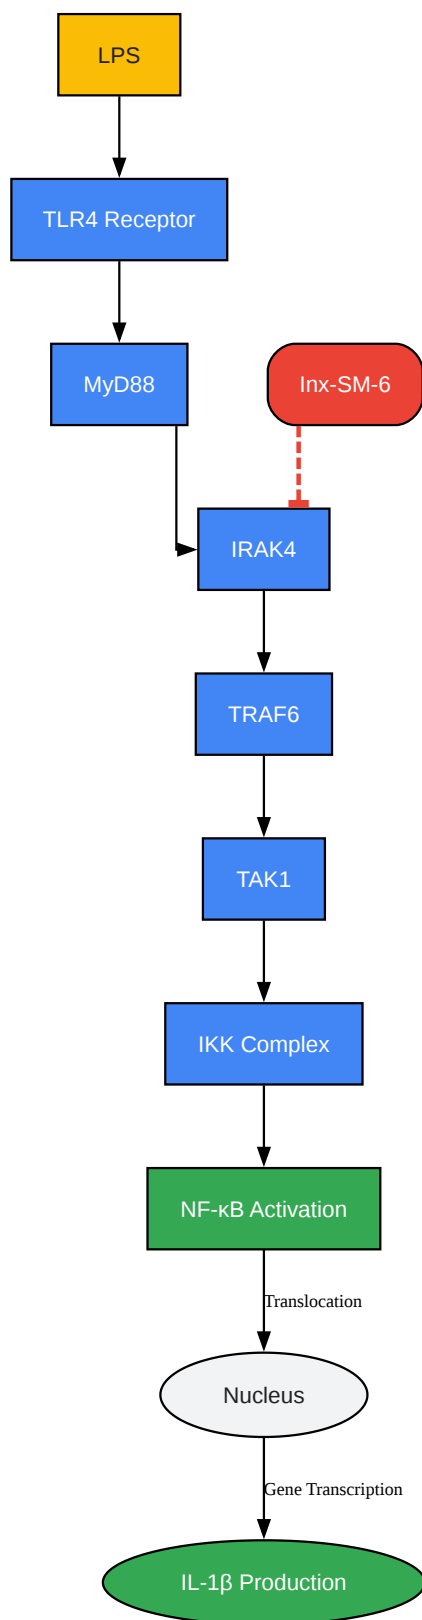 LPS
TLR4 Receptor
MyD88
Inx-SM-6
IRAK4
TRAF6
TAK1
IKK Complex
NF-κB Activation
Translocation
Nucleus
Gene Transcription
IL-1β Production